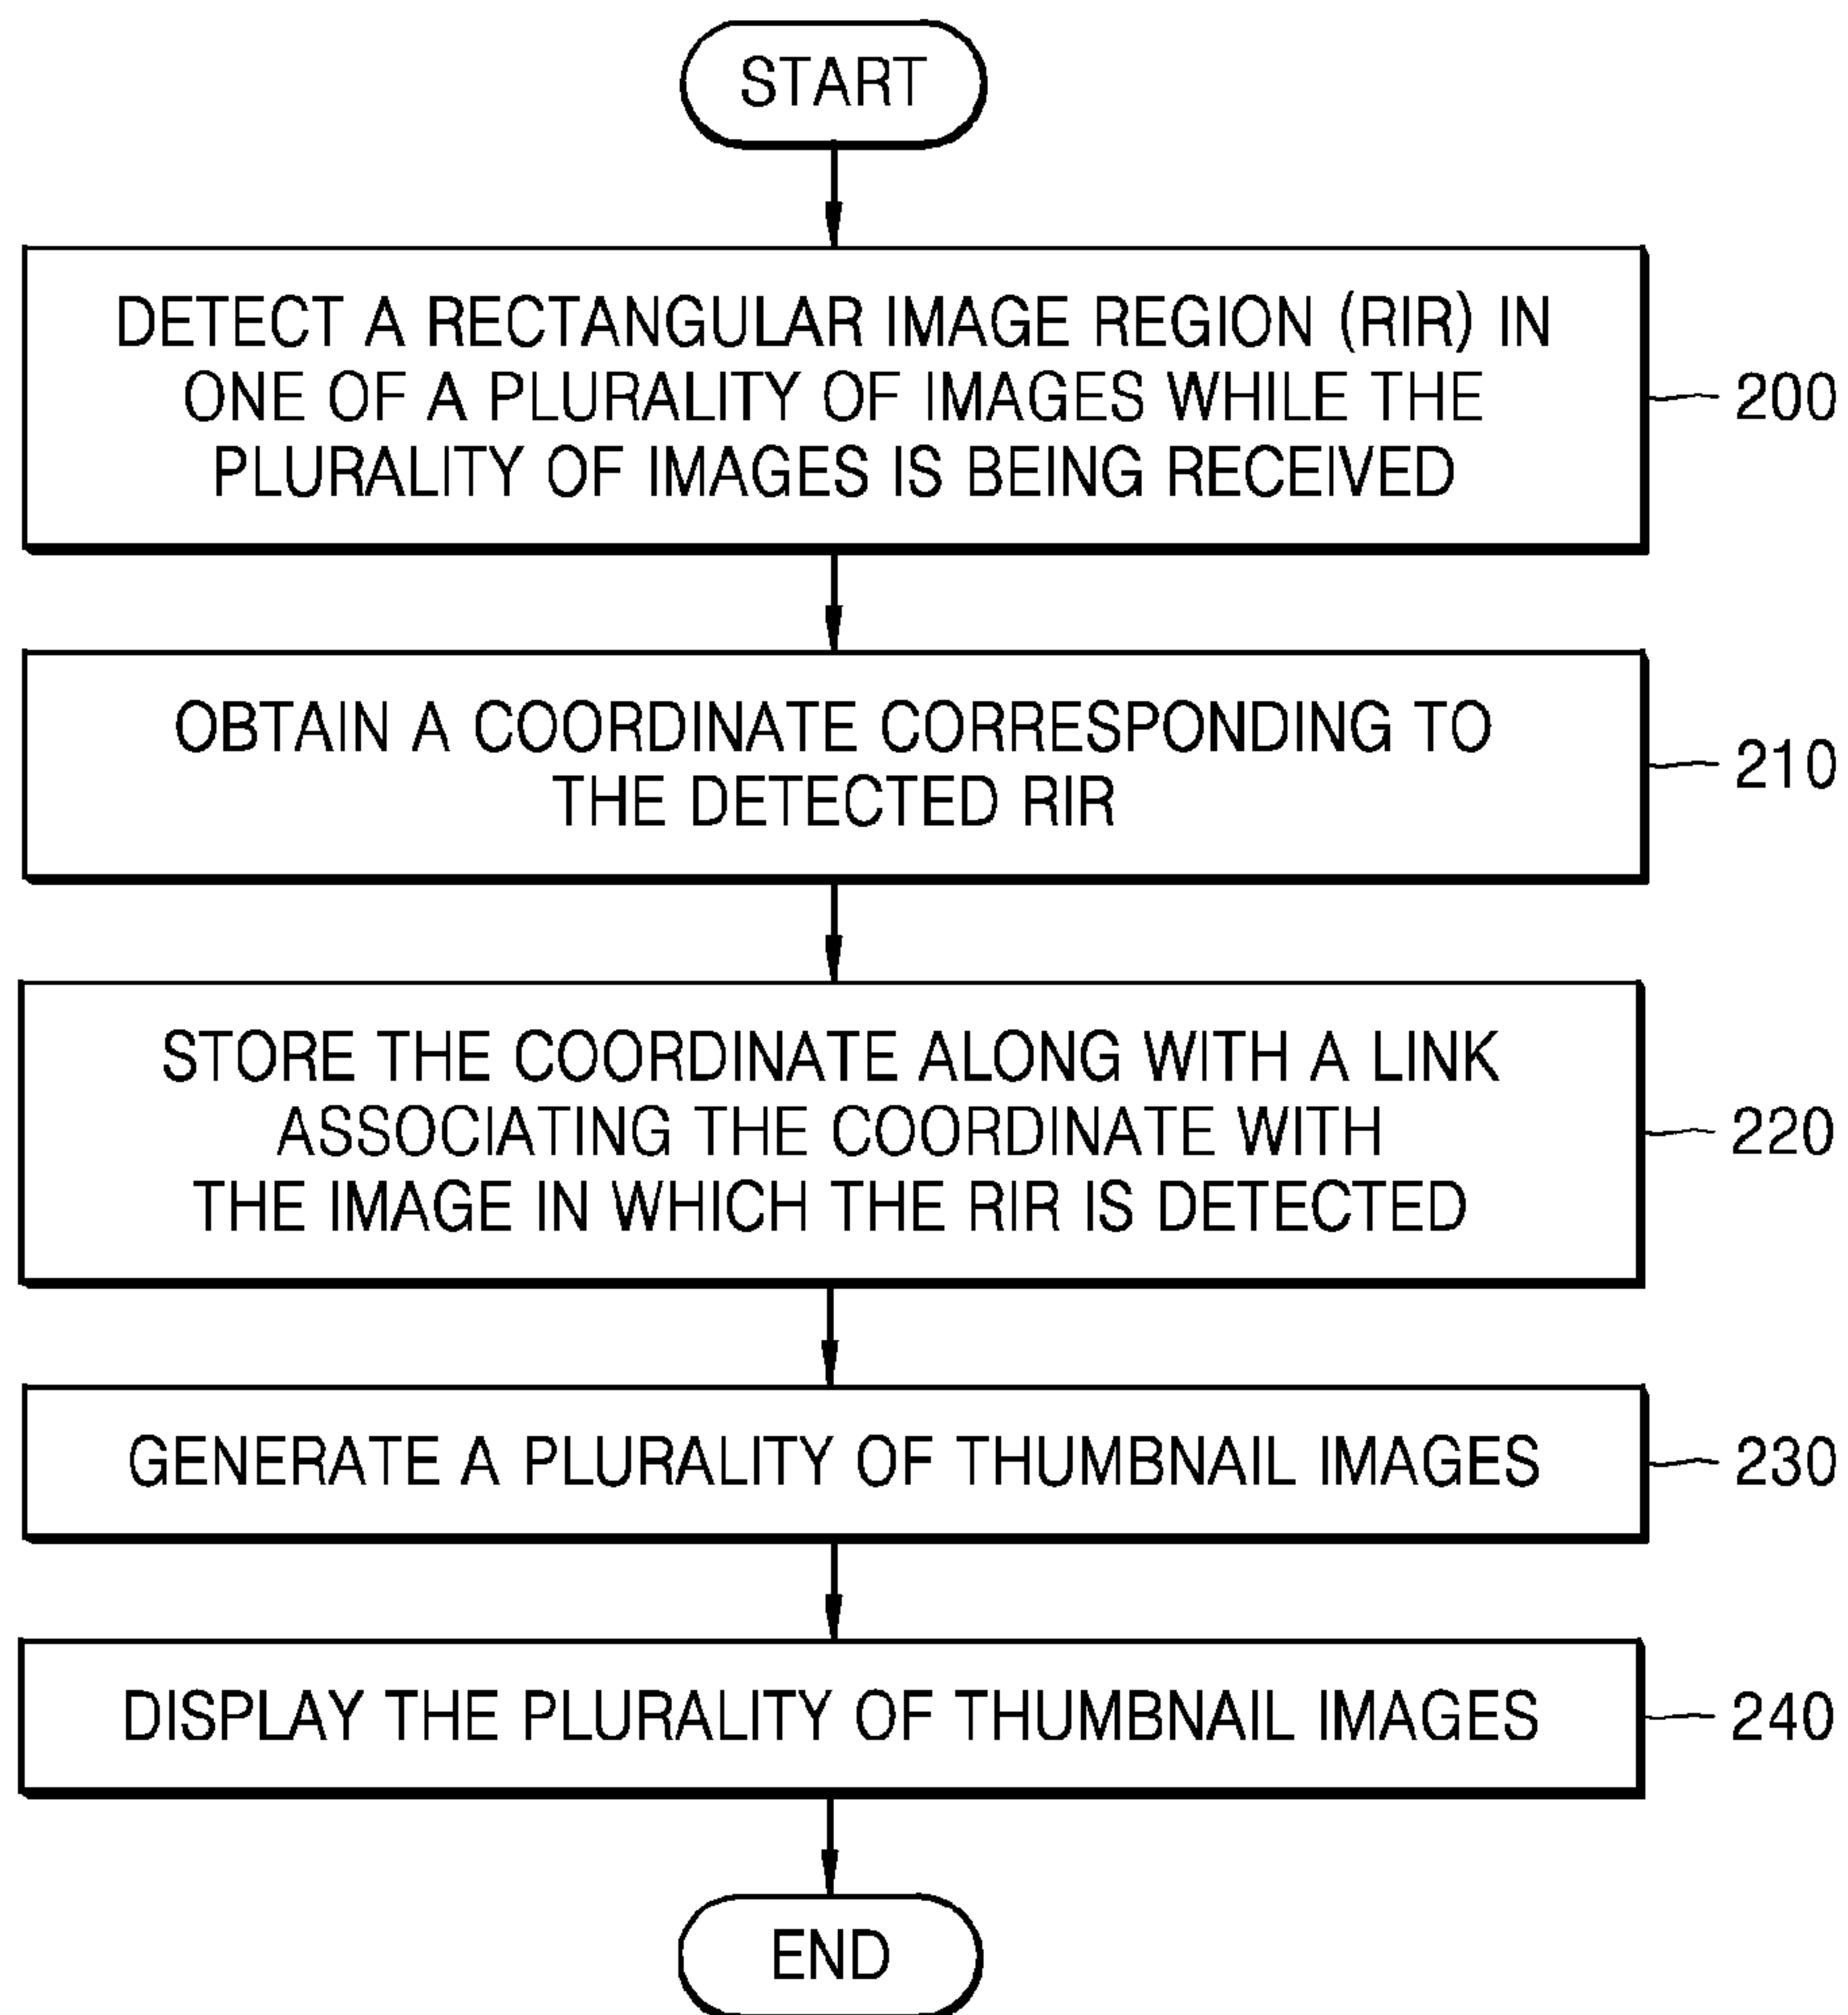 START
DETECT A RECTANGULAR IMAGE REGION (RIR) IN
ONE OF A PLURALITY OF IMAGES WHILE THE
PLURALITY OF IMAGES IS BEING RECEIVED
200
OBTAIN A COORDINATE CORRESPONDING TO
THE DETECTED RIR
210
STORE THE COORDINATE ALONG WITH A LINK
ASSOCIATING THE COORDINATE WITH
THE IMAGE IN WHICH THE RIR IS DETECTED
220
GENERATE A PLURALITY OF THUMBNAIL IMAGES
230
DISPLAY THE PLURALITY OF THUMBNAIL IMAGES
240
END